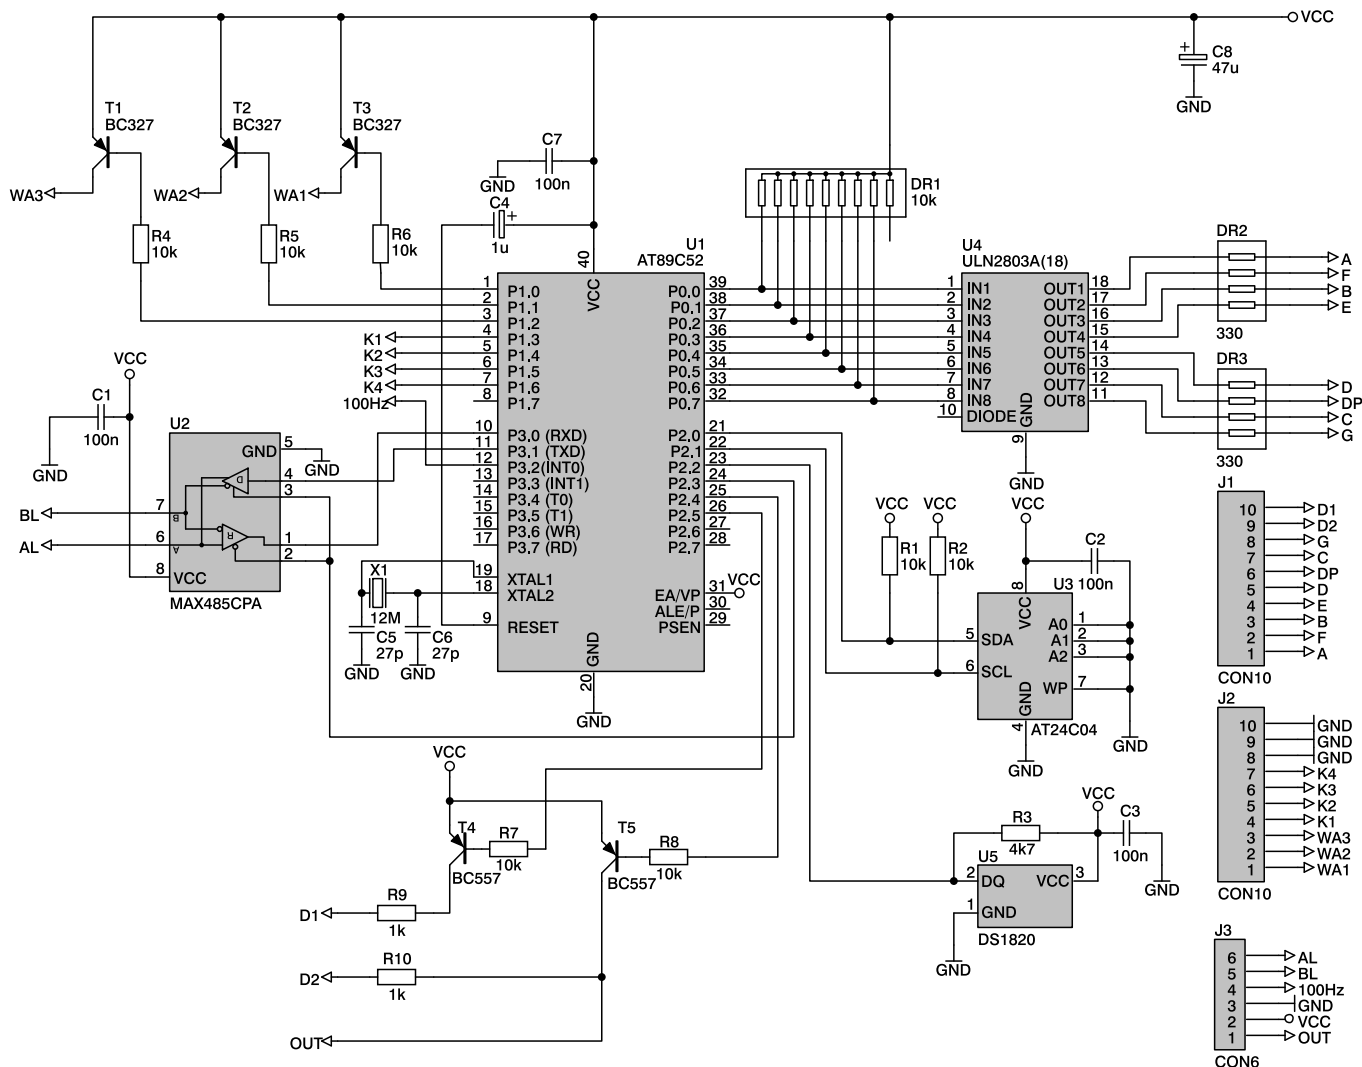 VCC
C8
47u
GND
T1
BC327
T2
BC327
T3
BC327
WA3
WA2
WA1
C7
100n
GND
C4
1u
R4
10k
R5
10k
R6
10k
DR1
10k
U1
AT89C52
40
VCC
1 P1.0
2 P1.1
3 P1.2
4 P1.3
5 P1.4
6 P1.5
7 P1.6
8 P1.7
10 P3.0 (RXD)
11 P3.1 (TXD)
12 P3.2(INT0)
13 P3.3 (INT1)
14 P3.4 (T0)
15 P3.5 (T1)
16 P3.6 (WR)
17 P3.7 (RD)
19 XTAL1
18 XTAL2
9 RESET
P0.0 39
P0.1 38
P0.2 37
P0.3 36
P0.4 35
P0.5 34
P0.6 33
P0.7 32
P2.0 21
P2.1 22
P2.2 23
P2.3 24
P2.4 25
P2.5 26
P2.6 27
P2.7 28
EA/VP 31 VCC
ALE/P 30
PSEN 29
GND
20
GND
K1
K2
K3
K4
100Hz
VCC
C1
100n
GND
U2
GND 5
GND
D
4
3
7
B
BL
R
1
6
A
AL
2
8 VCC
MAX485CPA
X1
12M
C5
27p
GND
C6
27p
GND
U4
ULN2803A(18)
1 IN1 OUT1 18
2 IN2 OUT2 17
3 IN3 OUT3 16
4 IN4 OUT4 15
5 IN5 OUT5 14
6 IN6 OUT6 13
7 IN7 OUT7 12
8 IN8 OUT8 11
10 DIODE
GND
9
GND
DR2
A
F
B
E
330
DR3
D
DP
C
G
330
VCC
R1
10k
VCC
R2
10k
VCC
C2
100n
8
U3
VCC
5 SDA
6 SCL
A0 1
A1 2
A2 3
WP 7
GND
4
AT24C04
GND
GND
VCC
T4
BC557
R7
10k
T5
BC557
R8
10k
D1
R9
1k
D2
R10
1k
OUT
VCC
R3
4k7
C3
100n
GND
U5
2 DQ VCC 3
1 GND
DS1820
GND
J1
10 D1
9 D2
8 G
7 C
6 DP
5 D
4 E
3 B
2 F
1 A
CON10
J2
10 GND
9 GND
8 GND
7 K4
6 K3
5 K2
4 K1
3 WA3
2 WA2
1 WA1
CON10
J3
6 AL
5 BL
4 100Hz
3 GND
2 VCC
1 OUT
CON6